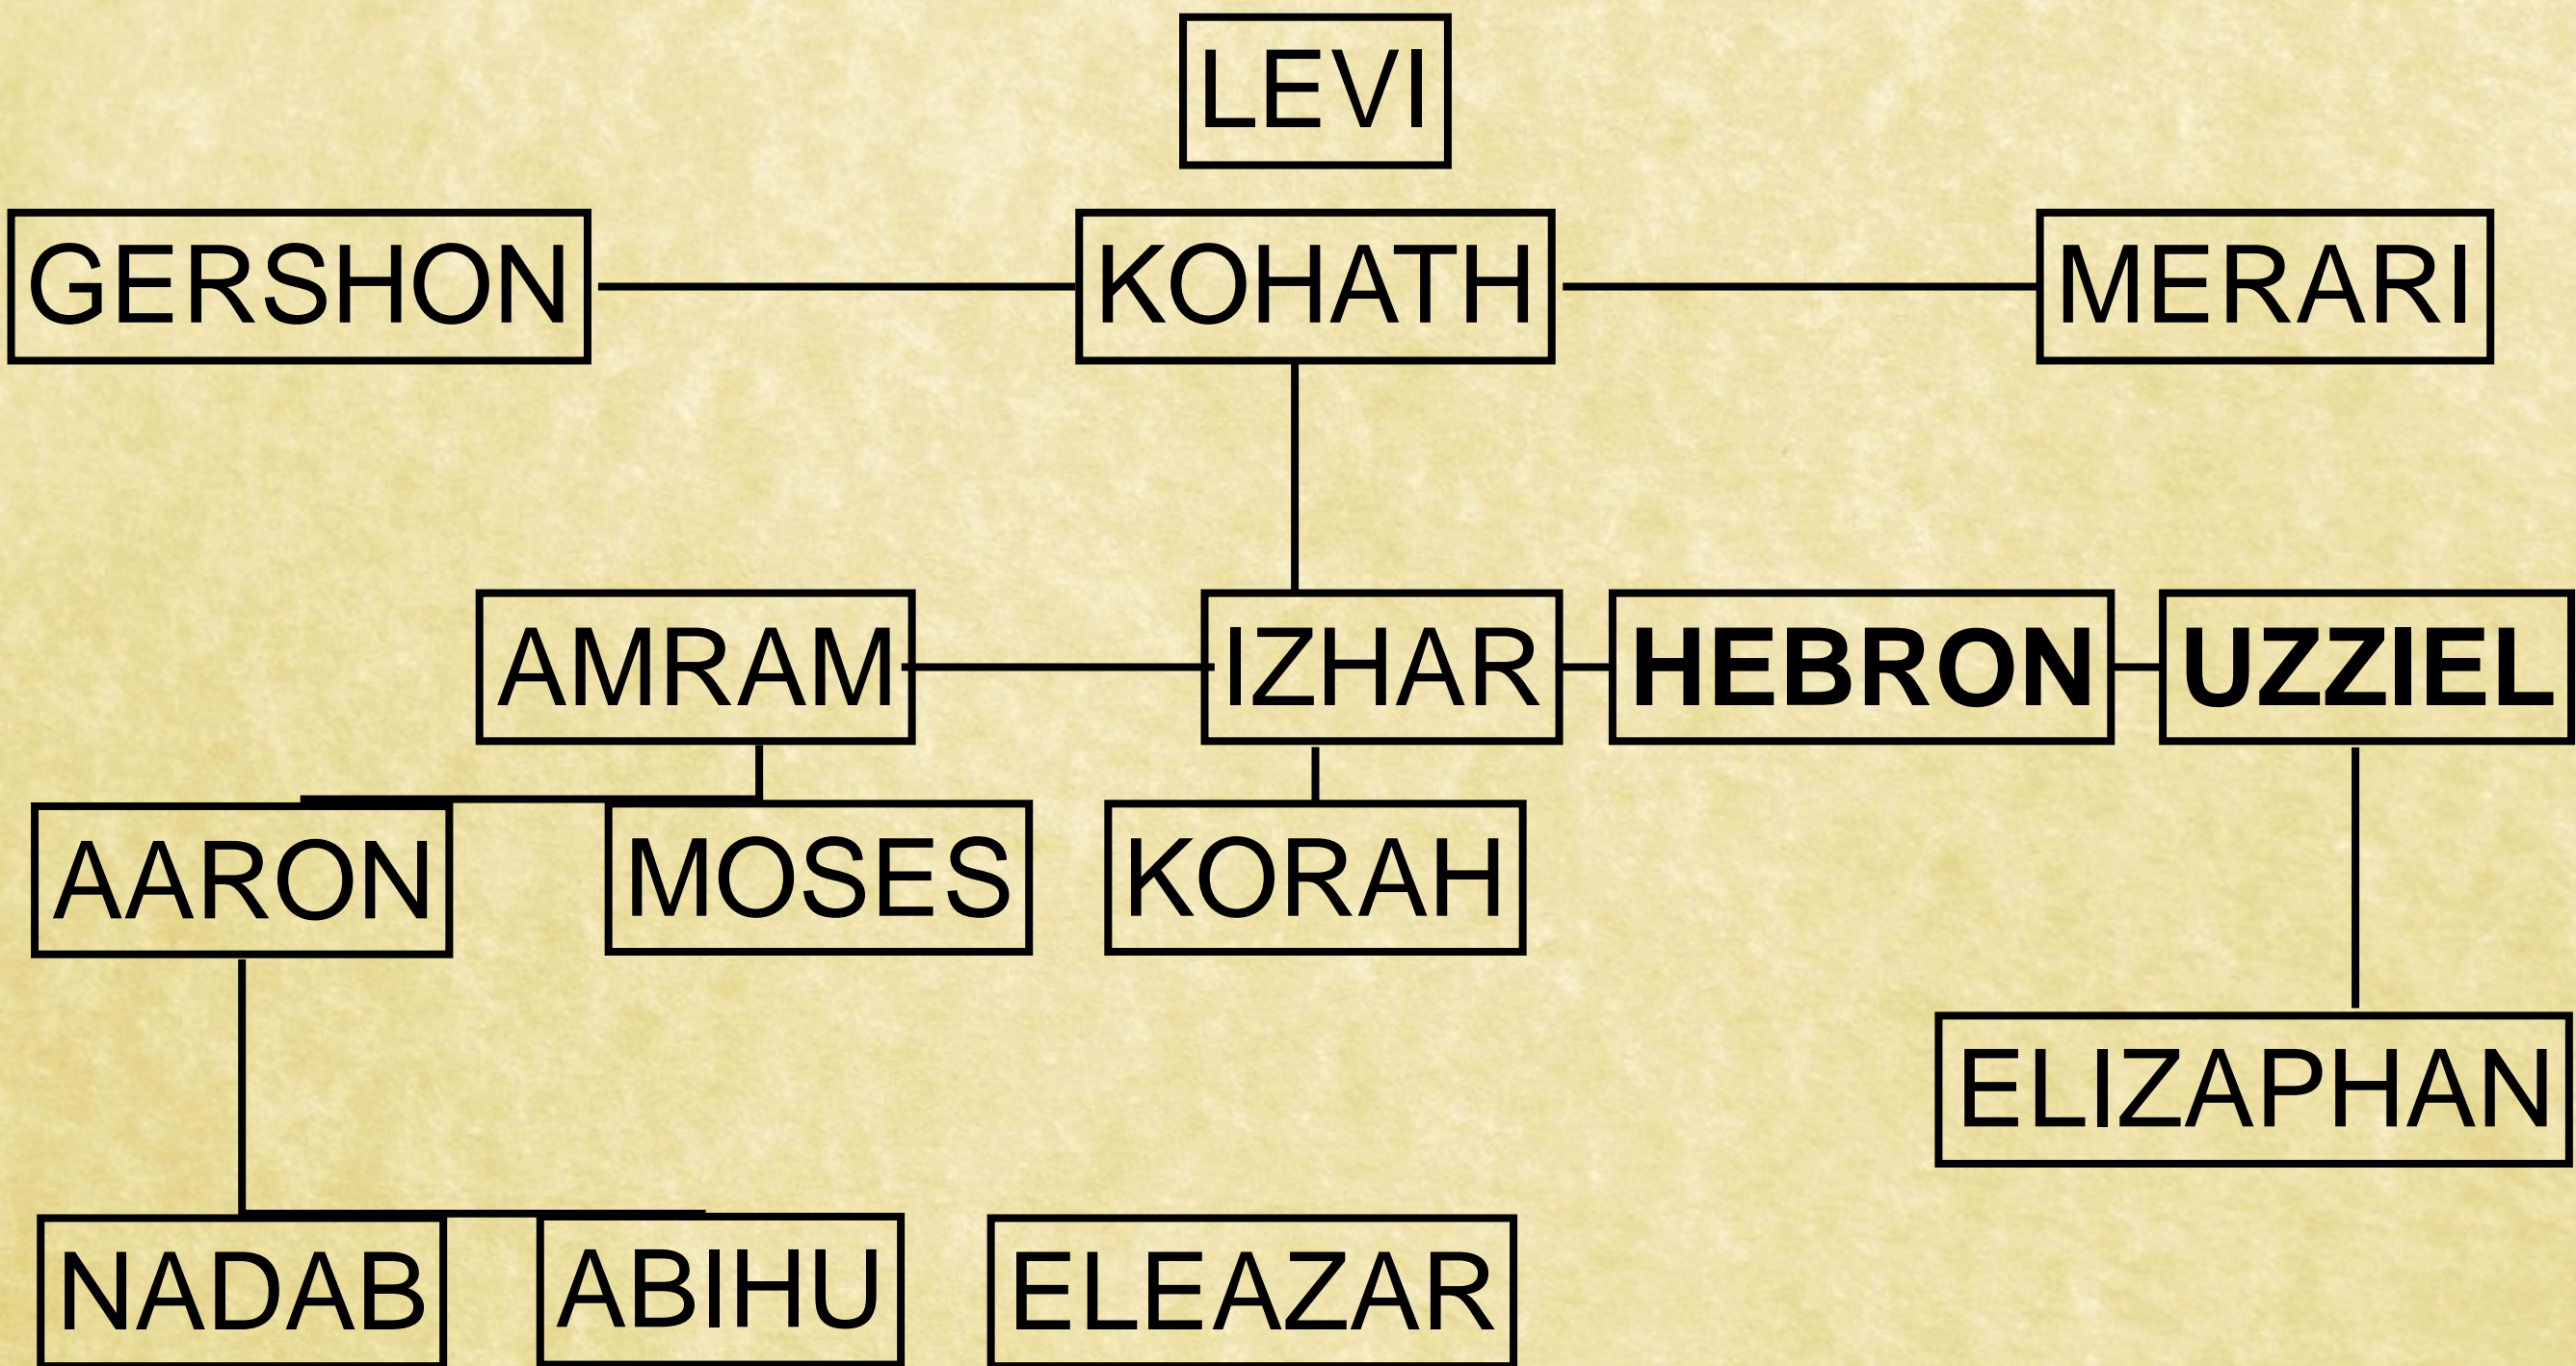 LEVI
GERSHON KOHATH MERARI
AMRAM IZHAR HEBRON UZZIEL
AARON MOSES KORAH
ELIZAPHAN
NADAB ABIHU ELEAZAR